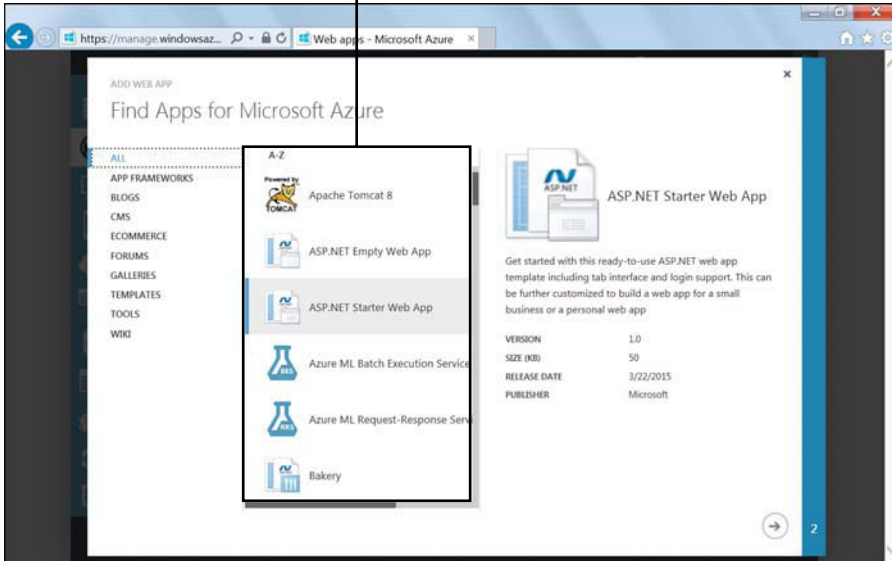 https://manage.windowsaz...
Web apps - Microsoft Azure
ADD WEB APP
Find Apps for Microsoft Azure
ALL
APP FRAMEWORKS
BLOGS
CMS
ECOMMERCE
FORUMS
GALLERIES
TEMPLATES
TOOLS
WIKI
A-Z
Powered by
TOMCAT
Apache Tomcat 8
ASP.NET Empty Web App
ASP.NET Starter Web App
BES
Azure ML Batch Execution Service
RRS
Azure ML Request-Response Servi
Bakery
ASP.NET
ASP.NET Starter Web App
Get started with this ready-to-use ASP.NET web app
template including tab interface and login support. This can
be further customized to build a web app for a small
business or a personal web app
VERSION 1.0
SIZE (KB) 50
RELEASE DATE 3/22/2015
PUBLISHER Microsoft
2